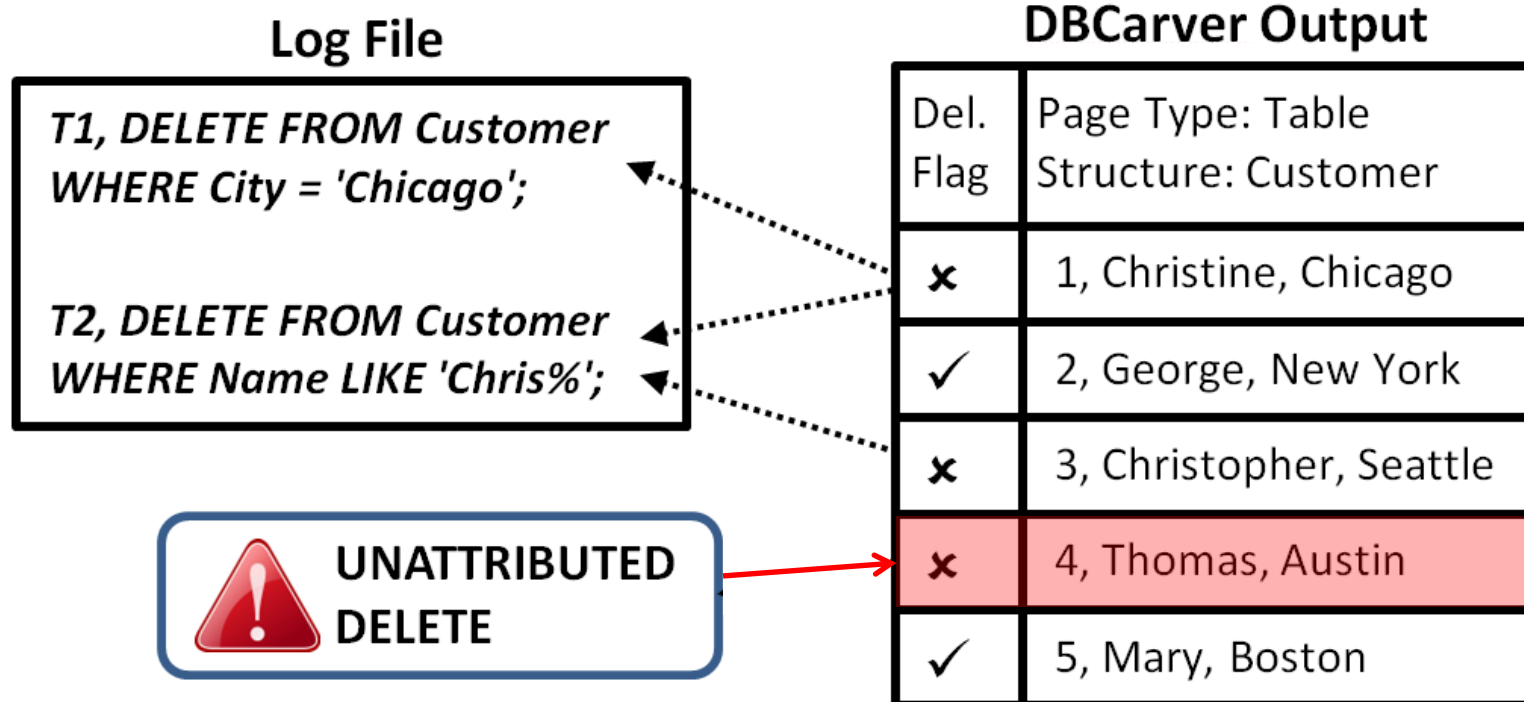 Log File
T1, DELETE FROM Customer
WHERE City = 'Chicago';
T2, DELETE FROM Customer
WHERE Name LIKE 'Chris%';
UNATTRIBUTED
DELETE
DBCarver Output
Del.
Flag
Page Type: Table
Structure: Customer
✘ 1, Christine, Chicago
✓ 2, George, New York
✘ 3, Christopher, Seattle
✘ 4, Thomas, Austin
✓ 5, Mary, Boston